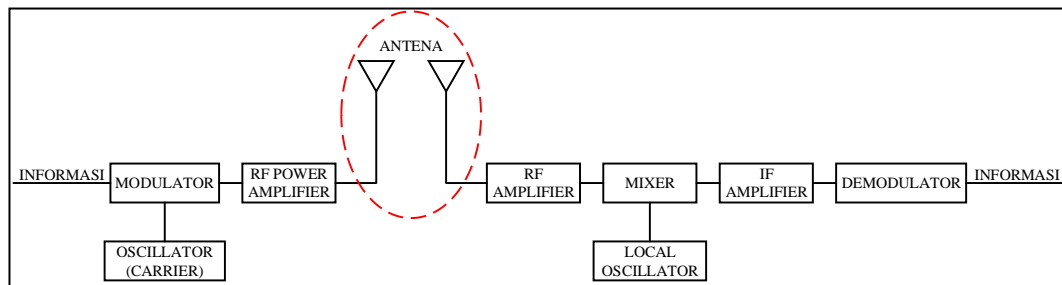 ANTENA
INFORMASI
MODULATOR
RF POWER
AMPLIFIER
RF
AMPLIFIER
MIXER
IF
AMPLIFIER
DEMODULATOR
INFORMASI
OSCILLATOR
(CARRIER)
LOCAL
OSCILLATOR